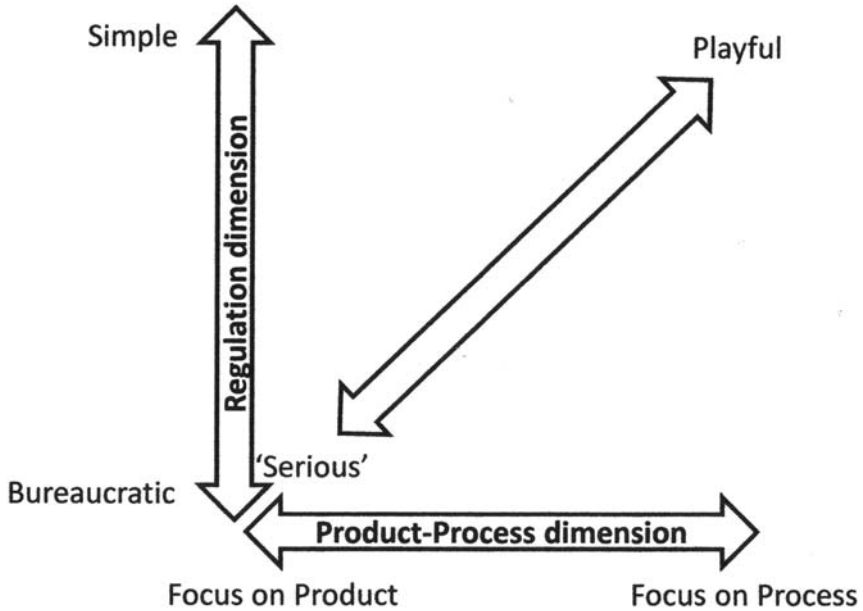 Simple
Playful
Regulation dimension
'Serious'
Bureaucratic
Product-Process dimension
Focus on Product
Focus on Process